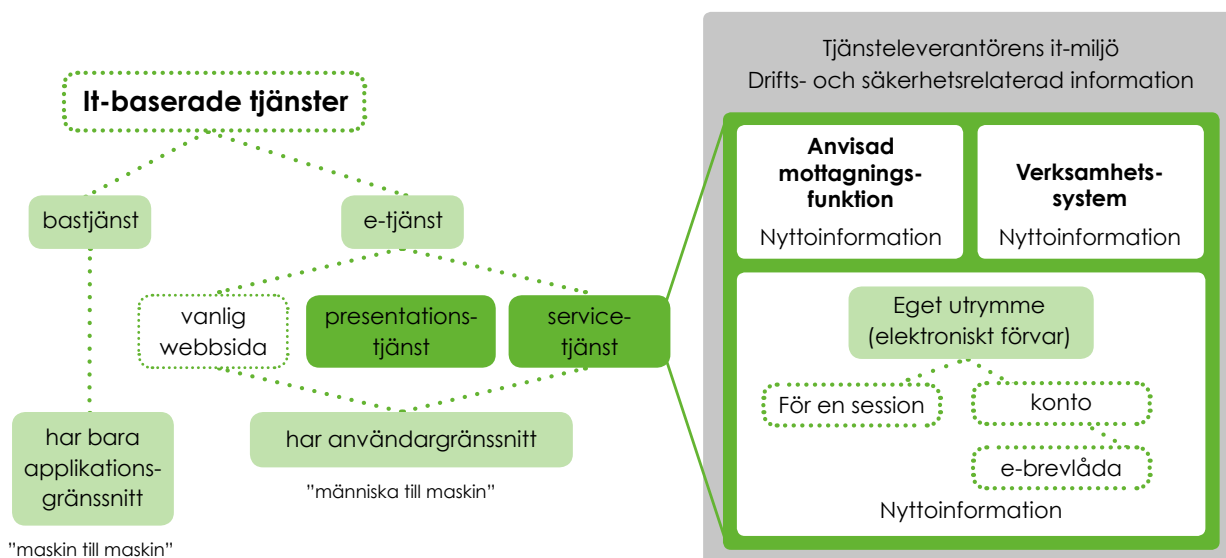 It-baserade tjänster
bastjänst
e-tjänst
vanlig
webbsida
presentations-
tjänst
service-
tjänst
har bara
applikations-
gränssnitt
”maskin till maskin”
har användargränssnitt
”människa till maskin”
Tjänsteleverantörens it-miljö
Drifts- och säkerhetsrelaterad information
Anvisad
mottagnings-
funktion
Nyttoinformation
Verksamhets-
system
Nyttoinformation
Eget utrymme
(elektroniskt förvar)
För en session
konto
e-brevlåda
Nyttoinformation